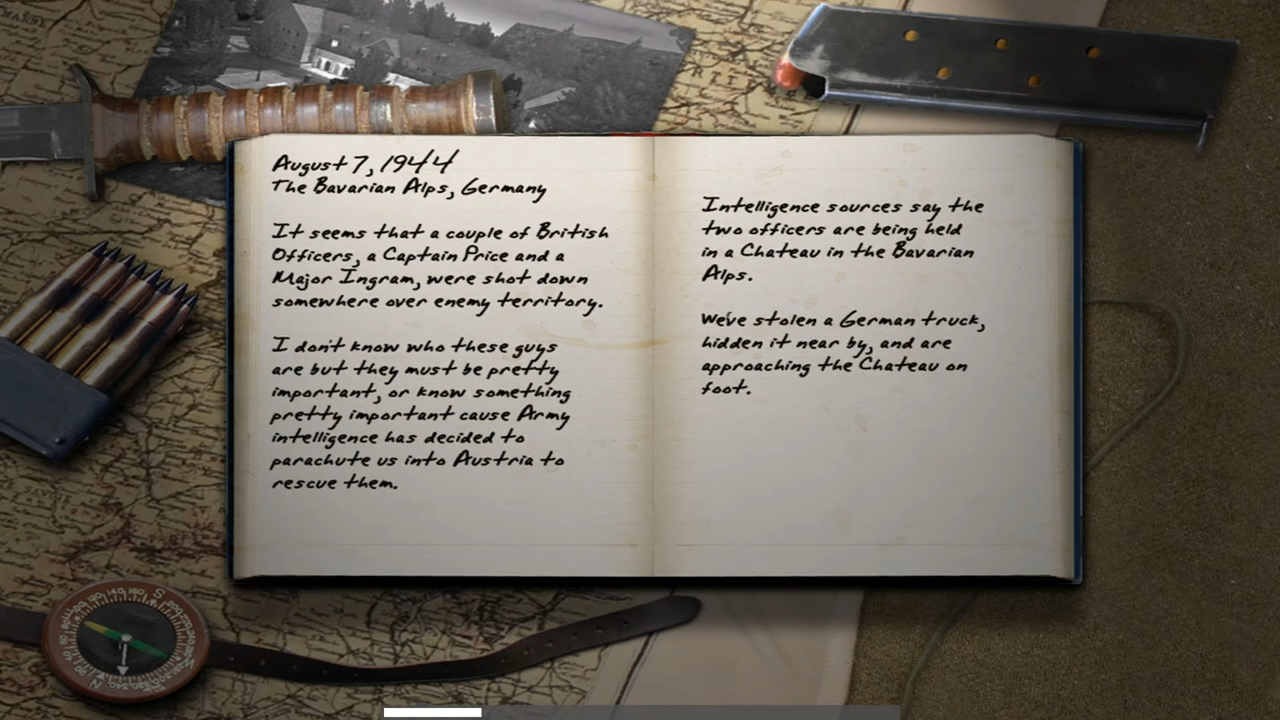 August 7, 1944
The Bavarian Alps, Germany
It seems that a couple of British
Officers, a Captain Price and a
Major Ingram, were shot down
somewhere over enemy territory.
I don't know who these guys
are but they must be pretty
important, or know something
pretty important cause Army
intelligence has decided to
parachute us into Austria to
rescue them.
Intelligence sources say the
two officers are being held
in a Chateau in the Bavarian
Alps.
We've stolen a German truck,
hidden it near by, and are
approaching the Chateau on
foot.